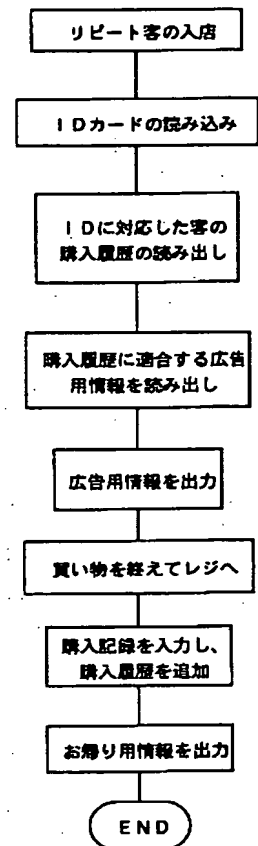 リピート客の入店
IDカードの読み込み
IDに対応した客の
購入履歴の読み出し
購入履歴に適合する広告
用情報を読み出し
広告用情報を出力
買い物を終えてレジへ
購入記録を入力し、
購入履歴を追加
お帰り用情報を出力
END